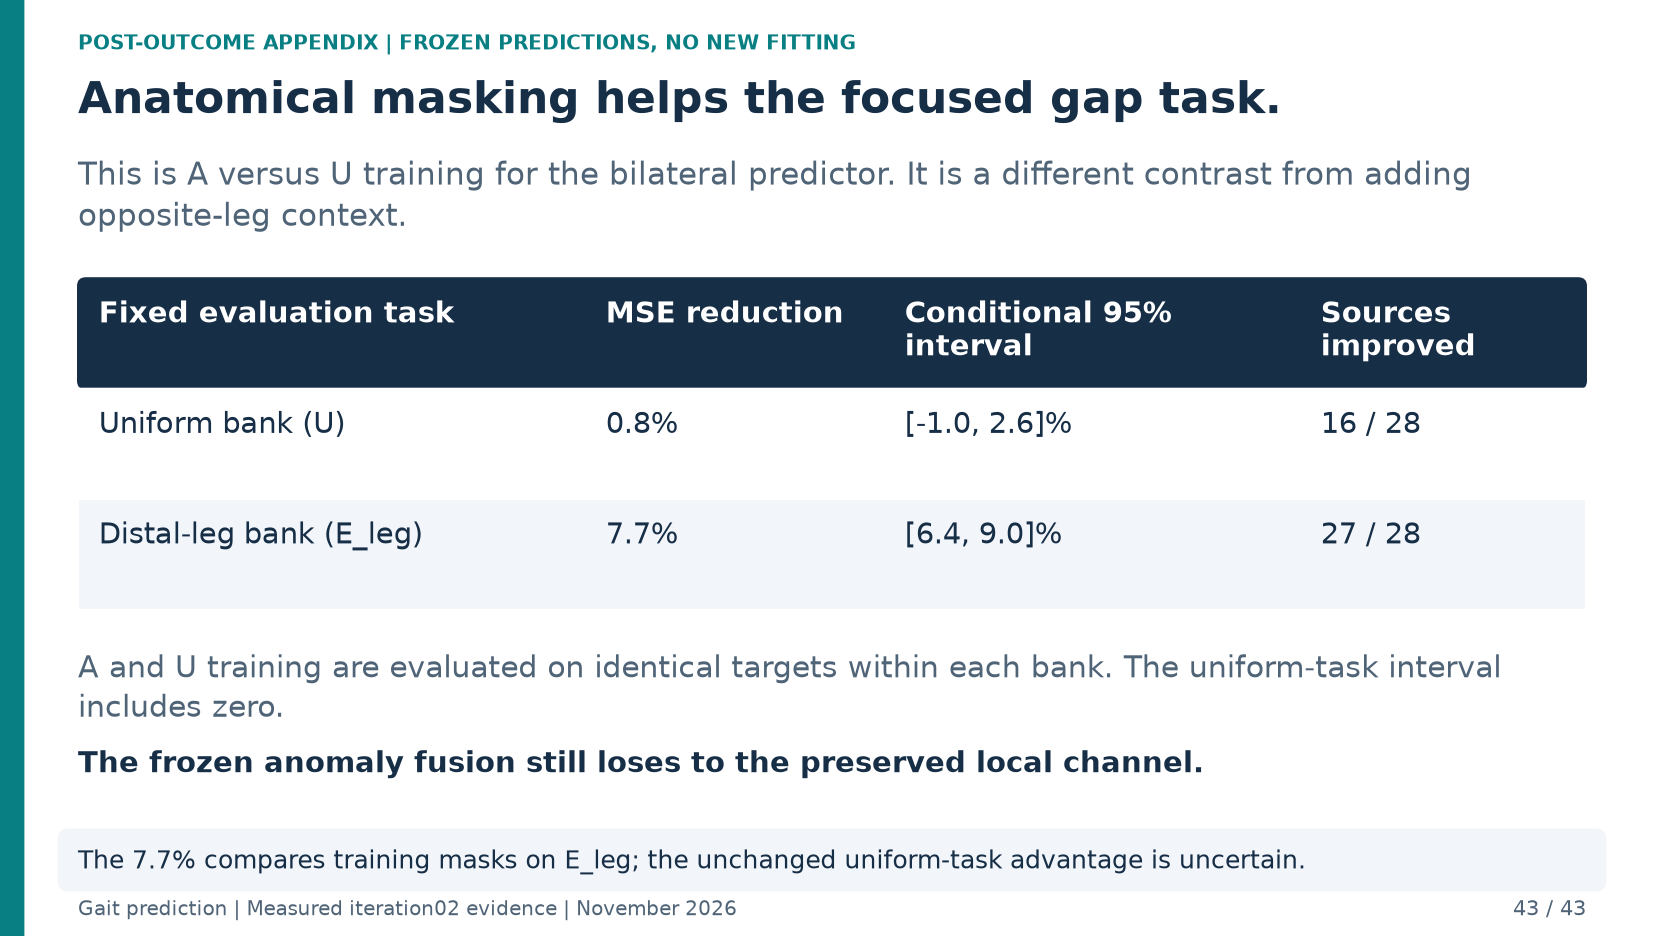 POST-OUTCOME APPENDIX | FROZEN PREDICTIONS, NO NEW FITTING
Anatomical masking helps the focused gap task.
This is A versus U training for the bilateral predictor. It is a different contrast from adding
opposite-leg context.
Fixed evaluation task MSE reduction Conditional 95% interval Sources improved
Uniform bank (U) 0.8% [-1.0, 2.6]% 16 / 28
Distal-leg bank (E_leg) 7.7% [6.4, 9.0]% 27 / 28
A and U training are evaluated on identical targets within each bank. The uniform-task interval
includes zero.
The frozen anomaly fusion still loses to the preserved local channel.
The 7.7% compares training masks on E_leg; the unchanged uniform-task advantage is uncertain.
Gait prediction | Measured iteration02 evidence | November 2026 43 / 43